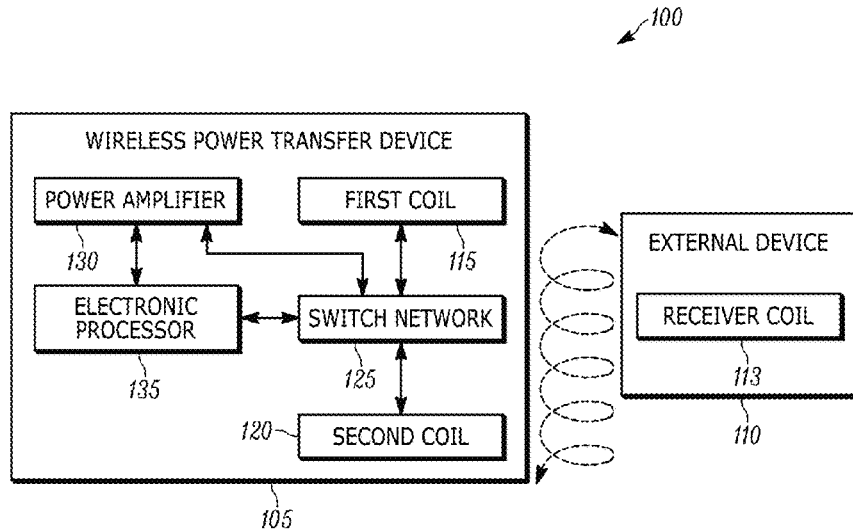 100
WIRELESS POWER TRANSFER DEVICE
POWER AMPLIFIER
FIRST COIL
130
115
EXTERNAL DEVICE
ELECTRONIC
PROCESSOR
SWITCH NETWORK
RECEIVER COIL
135
125
113
120
SECOND COIL
110
105